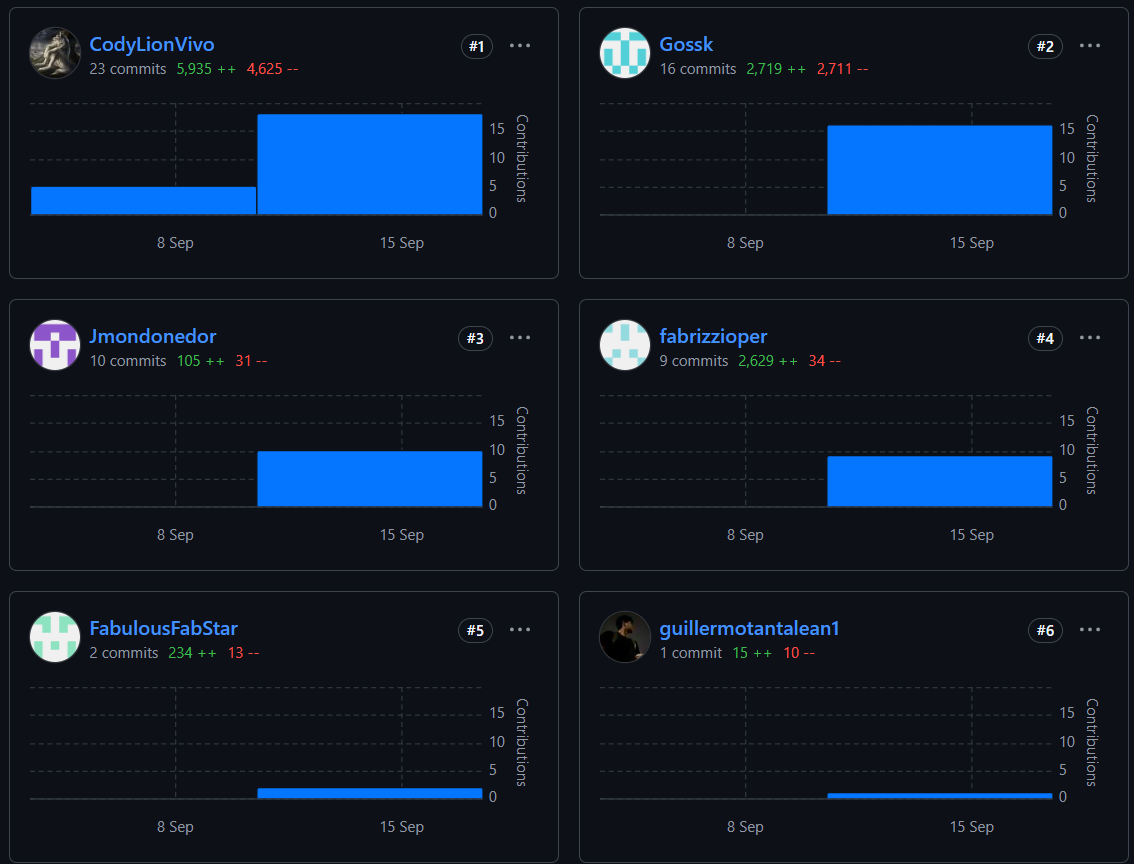 CodyLionVivo
#1
23 commits 5,935 ++ 4,625 --
15
10
5
0
Contributions
8 Sep
15 Sep
Gossk
#2
16 commits 2,719 ++ 2,711 --
15
10
5
0
Contributions
8 Sep
15 Sep
Jmondonedor
#3
10 commits 105 ++ 31 --
15
10
5
0
Contributions
8 Sep
15 Sep
fabrizzioper
#4
9 commits 2,629 ++ 34 --
15
10
5
0
Contributions
8 Sep
15 Sep
FabulousFabStar
#5
2 commits 234 ++ 13 --
15
10
5
0
Contributions
8 Sep
15 Sep
guillermotantalean1
#6
1 commit 15 ++ 10 --
15
10
5
0
Contributions
8 Sep
15 Sep